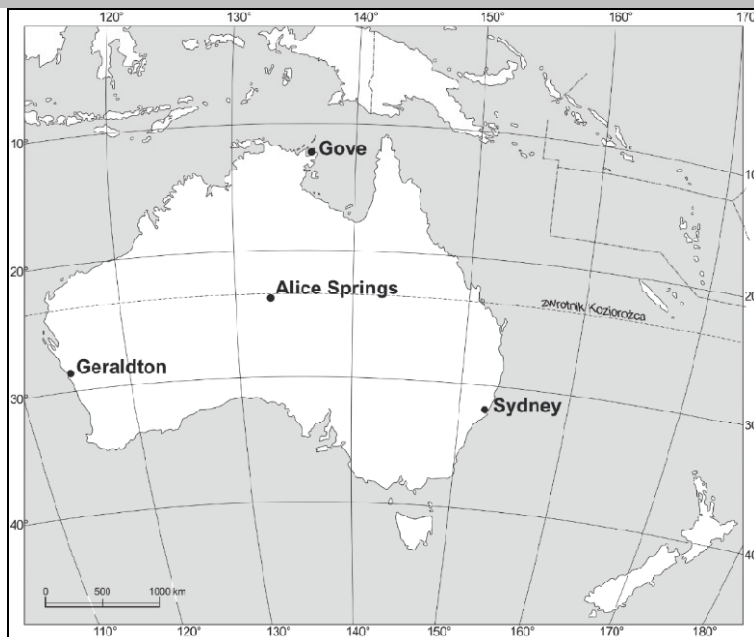 120° 130° 140° 150° 160° 170
10° Gove
10
20° Alice Springs 20
zwrotnik Koziorożca
Geraldton
30° Sydney 30
40° 40
0 500 1000 km
110° 120° 130° 140° 150° 160° 170° 180°